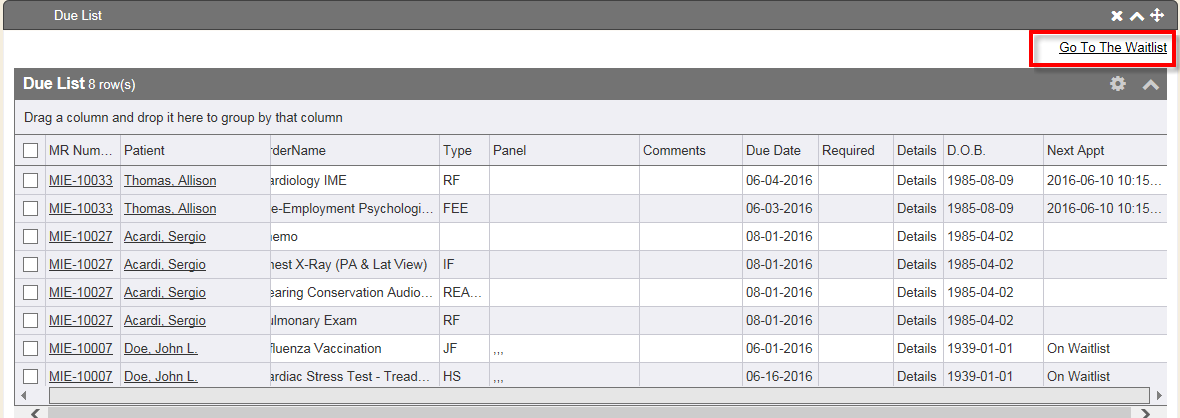 Due List
Go To The Waitlist
Due List 8 row(s)
Drag a column and drop it here to group by that column
MR Num... Patient rderName Type Panel Comments Due Date Required Details D.O.B. Next Appt
MIE-10033 Thomas, Allison ardiology IME RF 06-04-2016 Details 1985-08-09 2016-06-10 10:15...
MIE-10033 Thomas, Allison e-Employment Psychologi... FEE 06-03-2016 Details 1985-08-09 2016-06-10 10:15...
MIE-10027 Acardi, Sergio emo 08-01-2016 Details 1985-04-02
MIE-10027 Acardi, Sergio nest X-Ray (PA & Lat View) IF 08-01-2016 Details 1985-04-02
MIE-10027 Acardi, Sergio earing Conservation Audio... REA... 08-01-2016 Details 1985-04-02
MIE-10027 Acardi, Sergio ulmonary Exam RF 08-01-2016 Details 1985-04-02
MIE-10007 Doe, John L. fluenza Vaccination JF ,,, 06-01-2016 Details 1939-01-01 On Waitlist
MIE-10007 Doe, John L. ardiac Stress Test - Tread... HS ,,, 06-16-2016 Details 1939-01-01 On Waitlist